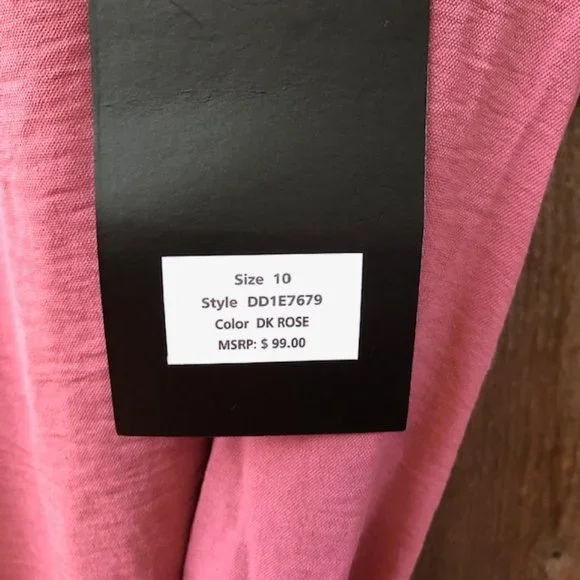 Size 10
Style DD1E7679
Color DK ROSE
MSRP: $ 99.00